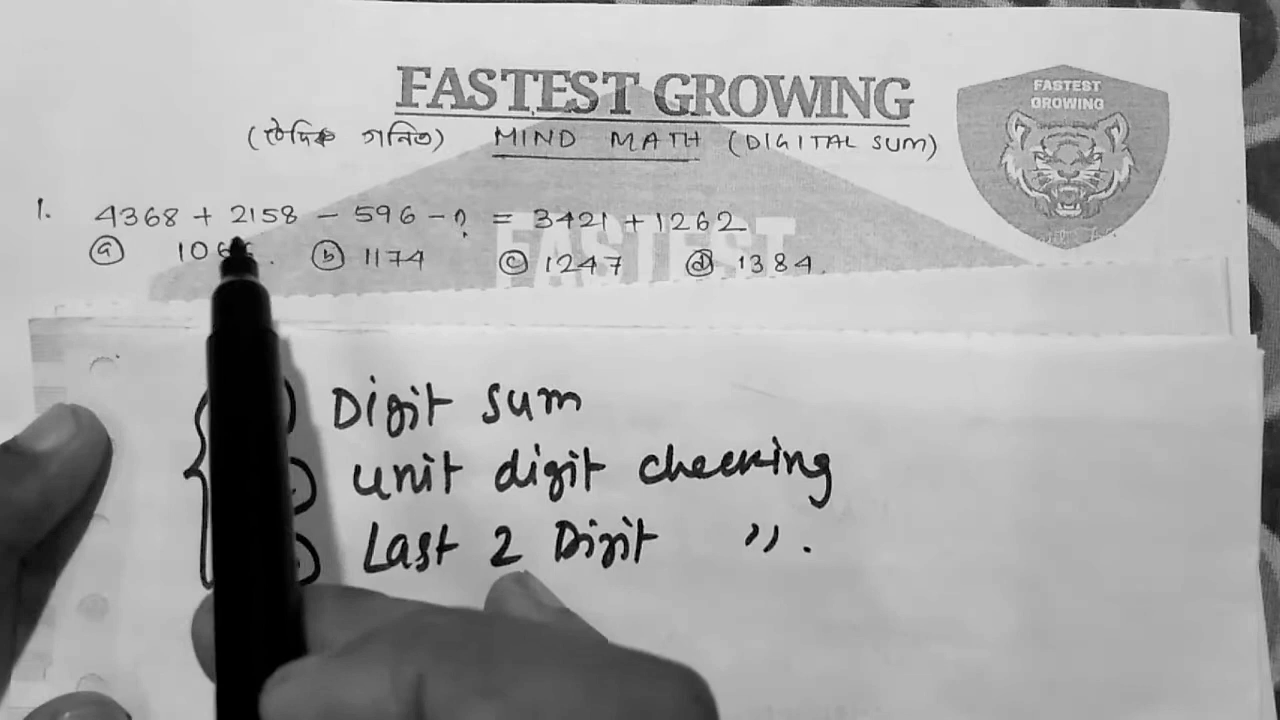 FASTEST GROWING
FASTEST
GROWING
(বৈদিক গনিত) MIND MATH (DIGITAL SUM)
1. 4368 + 2158 - 596 - ? = 3421 + 1262
FASTEST
(a) (b) 1174 (c) 1247 (d) 1384.
) Digit sum
) unit digit checking
) Last 2 Digit ,, .